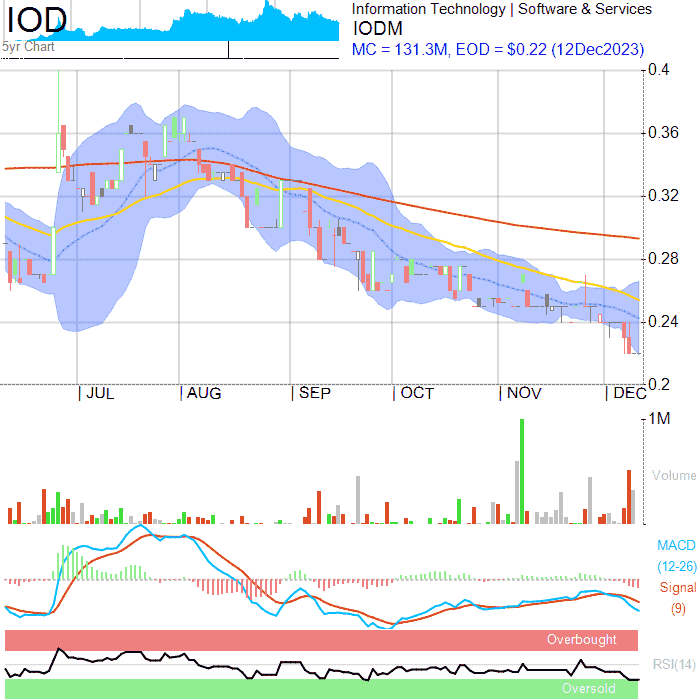 IOD
5yr Chart
Information Technology | Software & Services
IODM
MC = 131.3M, EOD = $0.22 (12Dec2023)
0.4
0.36
0.32
0.28
0.24
0.2
| JUL
| AUG
| SEP
| OCT
| NOV
| DEC
1M
Volume
MACD
(12-26)
Signal
(9)
Overbought
RSI(14)
Oversold